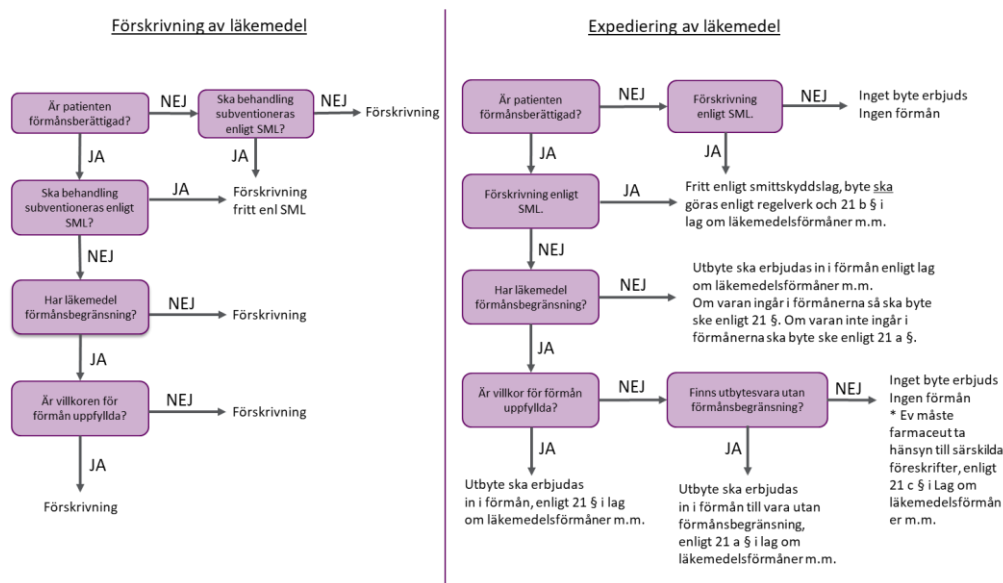 Förskrivning av läkemedel
Är patienten
förmånsberättigad?
NEJ
Ska behandling
subventioneras
enligt SML?
NEJ
Förskrivning
JA
JA
Ska behandling
subventioneras enligt
SML?
JA
Förskrivning
fritt enl SML
NEJ
Har läkemedel
förmånsbegränsning?
NEJ
Förskrivning
JA
Är villkoren för
förmån uppfyllda?
NEJ
Förskrivning
JA
Förskrivning
Expediering av läkemedel
Är patienten
förmånsberättigad?
NEJ
Förskrivning
enligt SML.
NEJ
Inget byte erbjuds
Ingen förmån
JA
JA
Förskrivning enligt
SML.
JA
Fritt enligt smittskyddslag, byte ska
göras enligt regelverk och 21 b § i
lag om läkemedelsförmåner m.m.
NEJ
Har läkemedel
förmånsbegränsning?
NEJ
Utbyte ska erbjudas in i förmån enligt lag
om läkemedelsförmåner m.m.
Om varan ingår i förmånerna så ska byte
ske enligt 21 §. Om varan inte ingår i
förmånerna ska byte ske enligt 21 a §.
JA
Är villkor för förmån
uppfyllda?
NEJ
Finns utbytesvara utan
förmånsbegränsning?
NEJ
Inget byte erbjuds
Ingen förmån
* Ev måste
farmaceut ta
hänsyn till särskilda
föreskrifter, enligt
21 c § i Lag om
läkemedelsförmån
er m.m.
JA
JA
Utbyte ska erbjudas
in i förmån, enligt 21 § i lag
om läkemedelsförmåner m.m.
Utbyte ska erbjudas
in i förmån till vara utan
förmånsbegränsning,
enligt 21 a § i lag om
läkemedelsförmåner m.m.